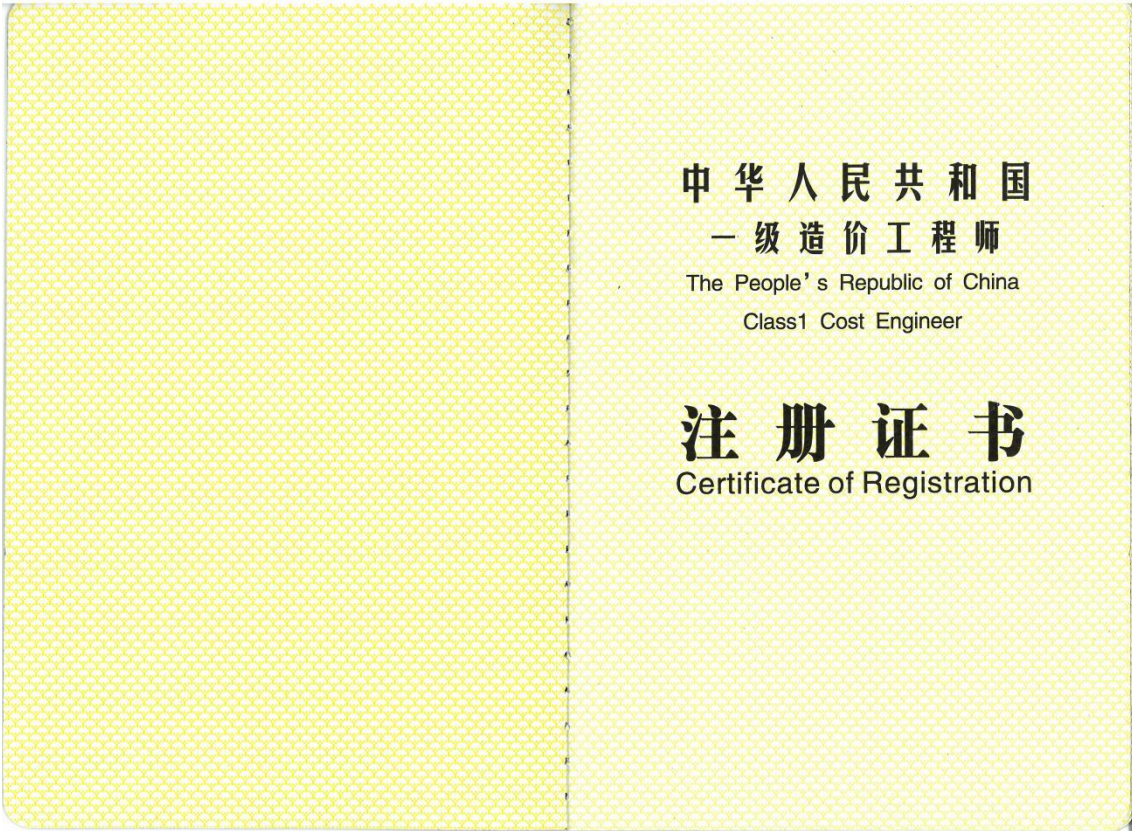 中华人民共和国
一级造价工程师
The People's Republic of China
Class1 Cost Engineer
注册证书
Certificate of Registration